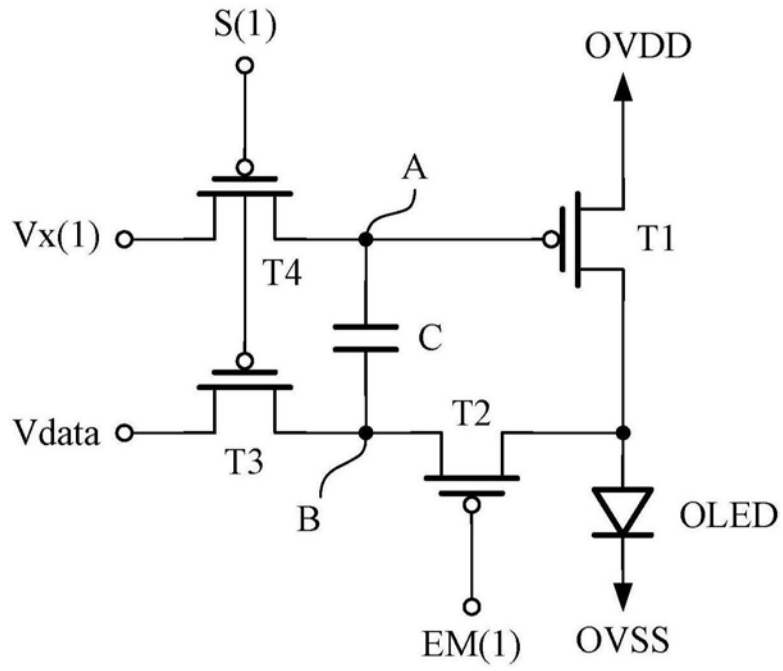 S(1)
OVDD
A
Vx(1)
T1
T4
C
T2
Vdata
T3
B
OLED
EM(1)
OVSS